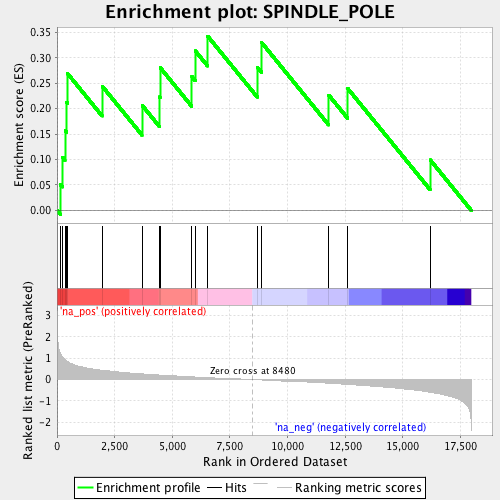 Enrichment plot: SPINDLE_POLE
Enrichment score (ES)
0.35
0.30
0.25
0.20
0.15
0.10
0.05
0.00
'na_pos' (positively correlated)
Ranked list metric (PreRanked)
3
2
1
0
-1
-2
Zero cross at 8480
'na_neg' (negatively correlated)
0 2,500 5,000 7,500 10,000 12,500 15,000 17,500
Rank in Ordered Dataset
Enrichment profile Hits Ranking metric scores